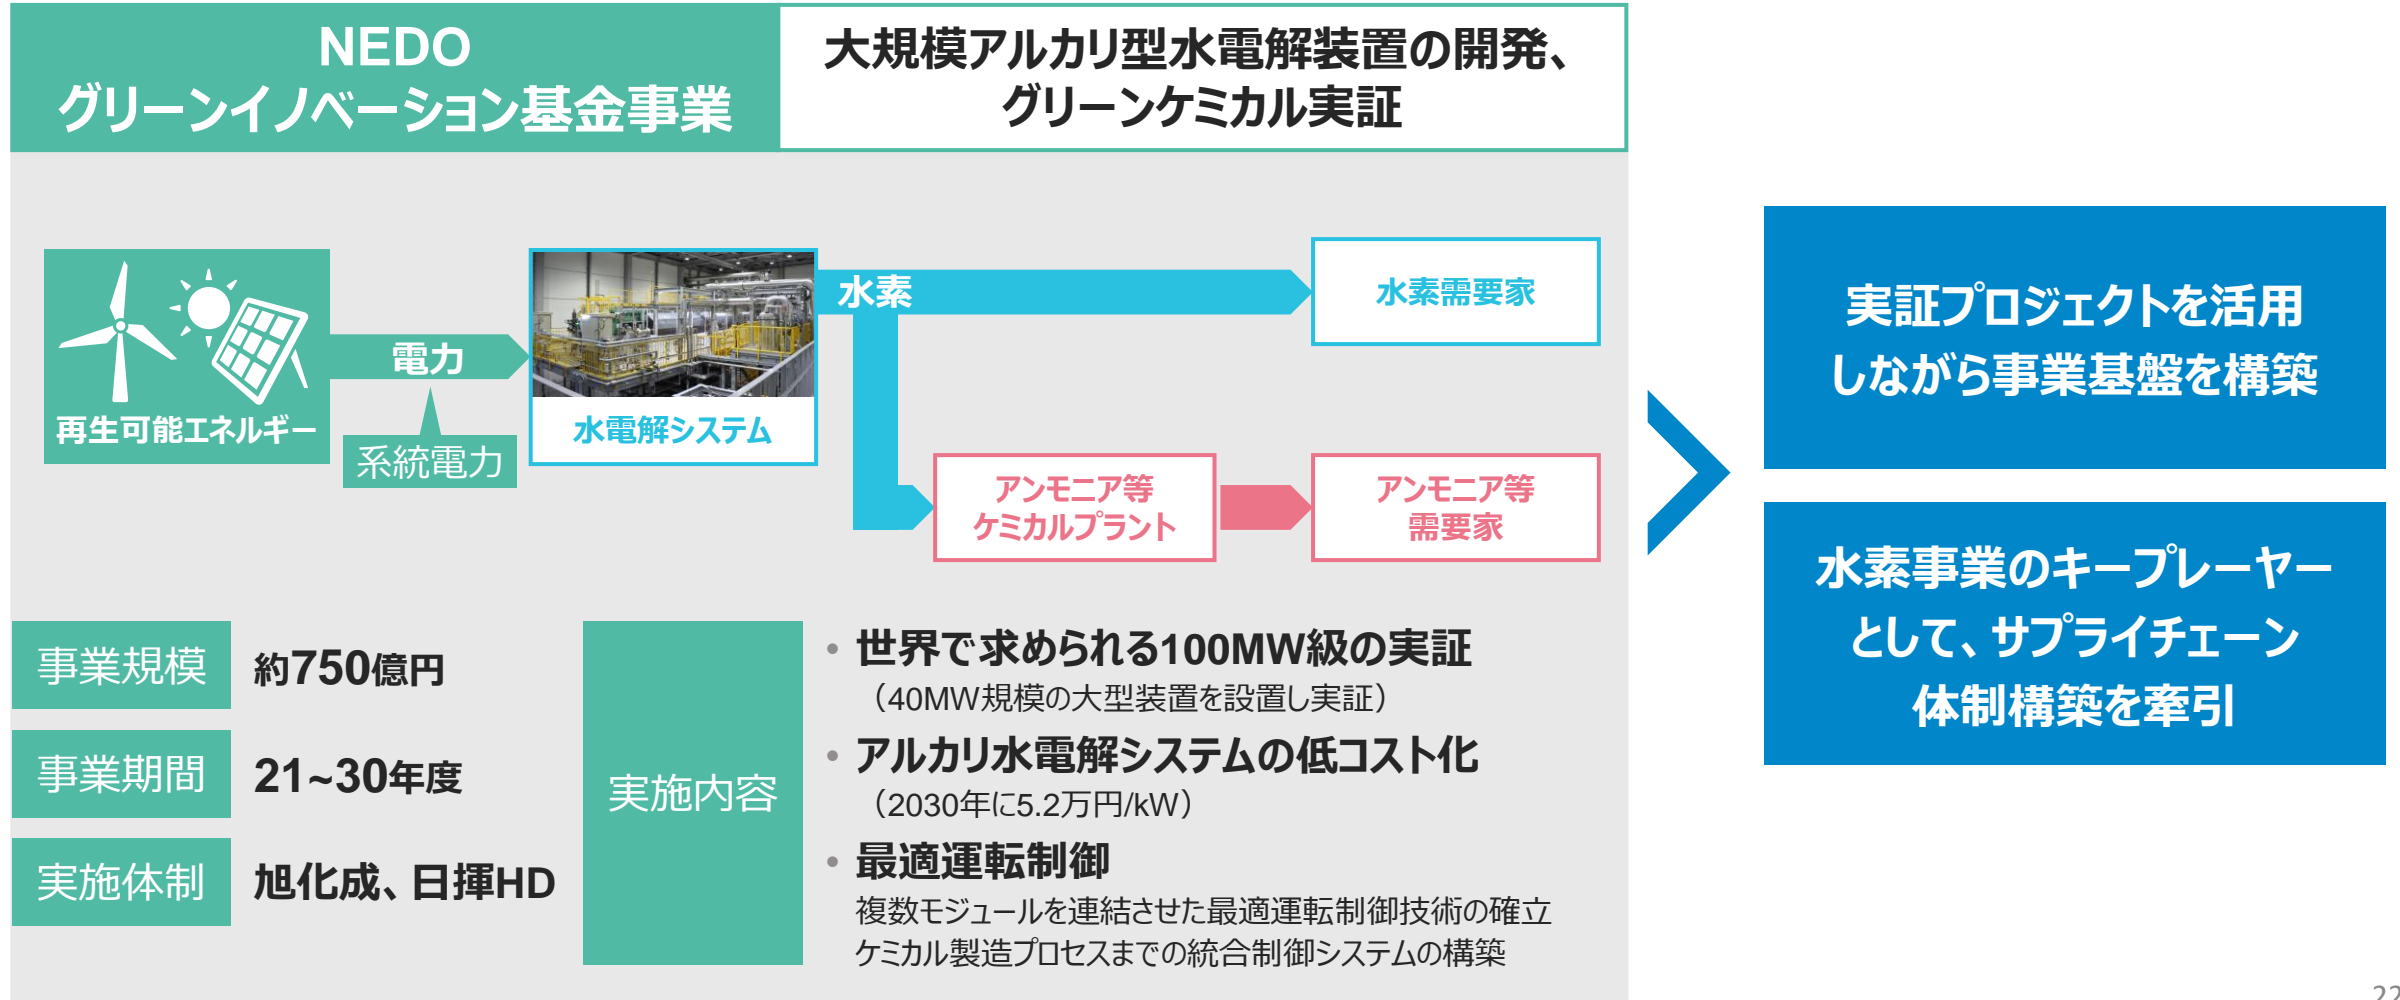 NEDO
グリーンイノベーション基金事業
大規模アルカリ型水電解装置の開発、
グリーンケミカル実証
再生可能エネルギー
電力
系統電力
水電解システム
水素
水素需要家
アンモニア等
ケミカルプラント
アンモニア等
需要家
事業規模
約750億円
事業期間
21~30年度
実施体制
旭化成、日揮HD
実施内容
• 世界で求められる100MW級の実証
（40MW規模の大型装置を設置し実証）
• アルカリ水電解システムの低コスト化
（2030年に5.2万円/kW）
• 最適運転制御
複数モジュールを連結させた最適運転制御技術の確立
ケミカル製造プロセスまでの統合制御システムの構築
実証プロジェクトを活用
しながら事業基盤を構築
水素事業のキープレーヤー
として、サプライチェーン
体制構築を牽引
22